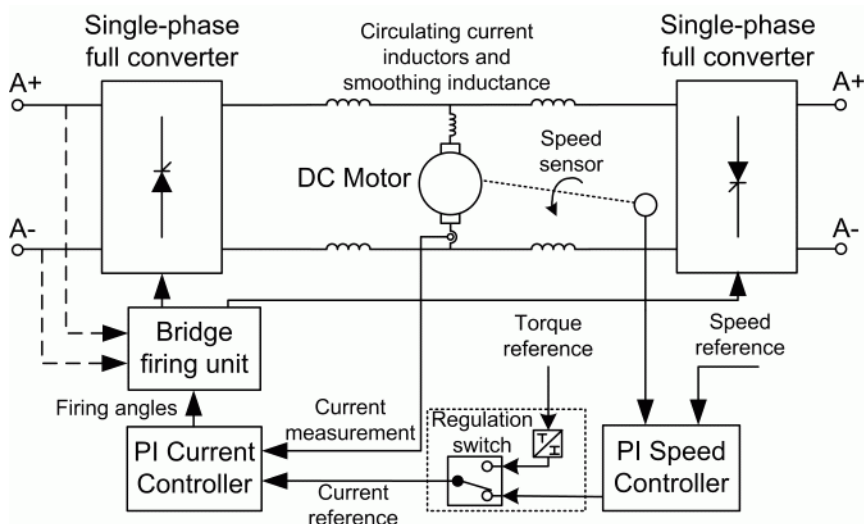 Single-phase
full converter
Circulating current
inductors and
smoothing inductance
Single-phase
full converter
A+
A+
DC Motor
Speed
sensor
A-
A-
Bridge
firing unit
Torque
reference
Speed
reference
Firing angles
Current
measurement
Regulation
switch
T
I
PI Current
Controller
PI Speed
Controller
Current
reference